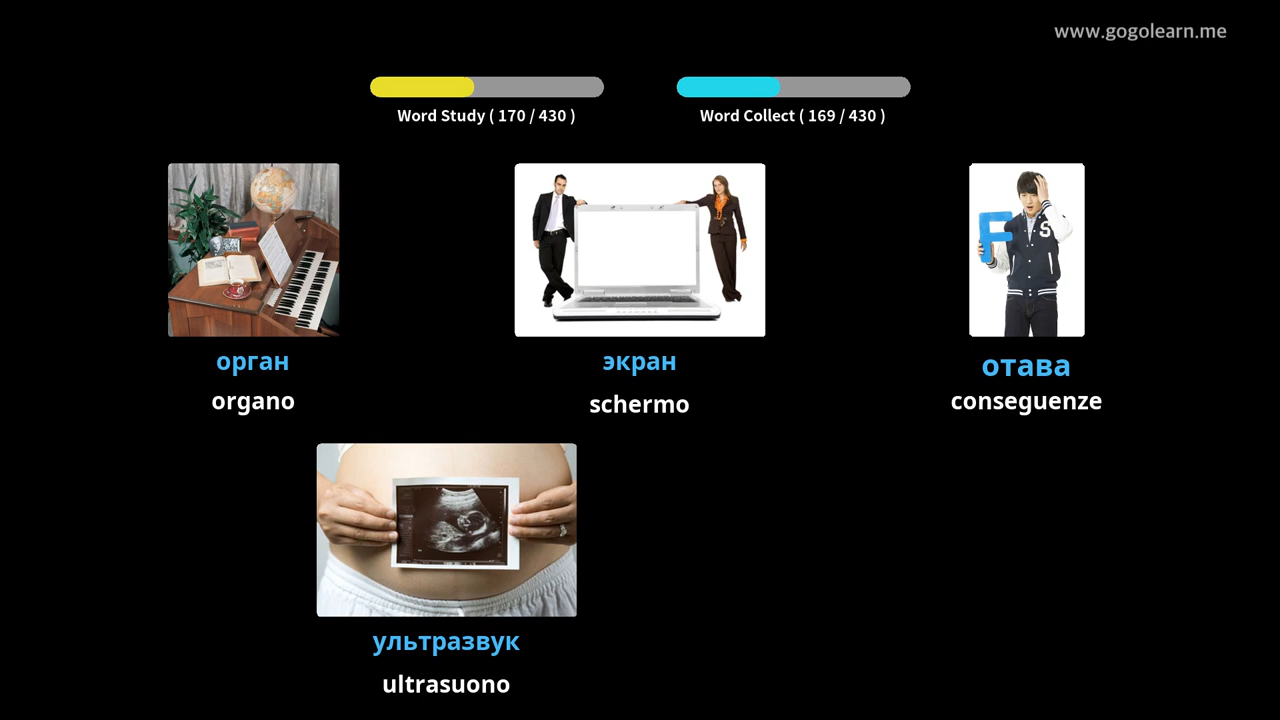 www.gogolearn.me
Word Study ( 170 / 430 )
Word Collect ( 169 / 430 )
орган
organo
экран
schermo
F
S
отава
conseguenze
ультразвук
ultrasuono